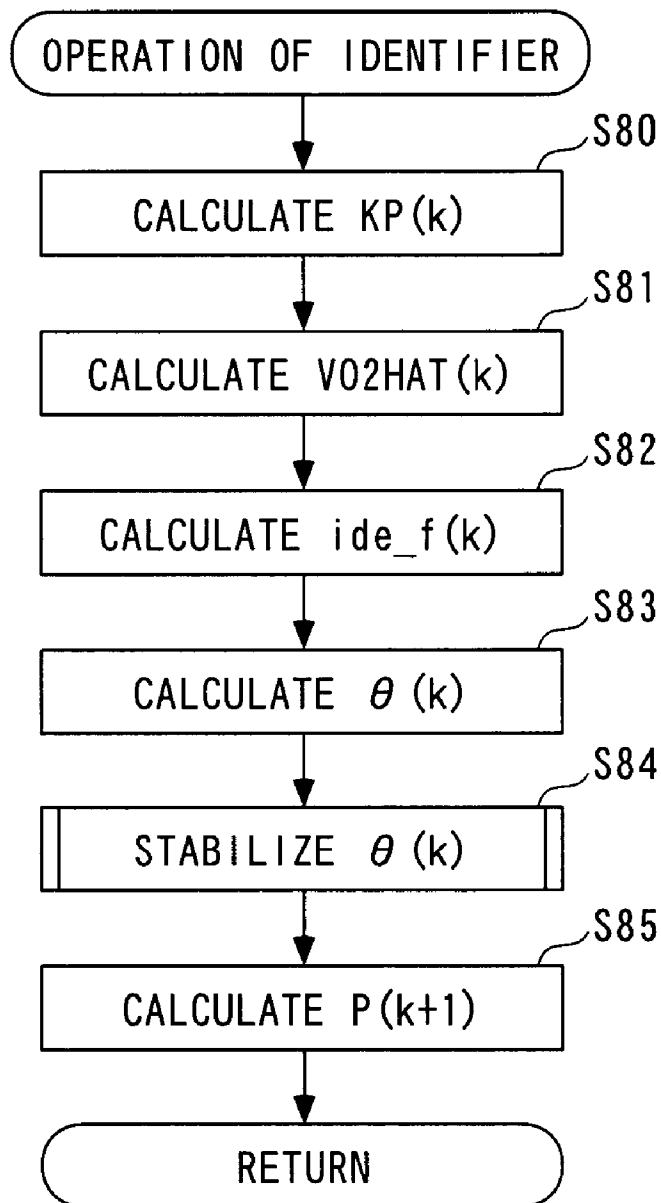 OPERATION OF IDENTIFIER
S80
CALCULATE KP(k)
S81
CALCULATE VO2HAT(k)
S82
CALCULATE ide_f(k)
S83
CALCULATE θ(k)
S84
STABILIZE θ(k)
S85
CALCULATE P(k+1)
RETURN